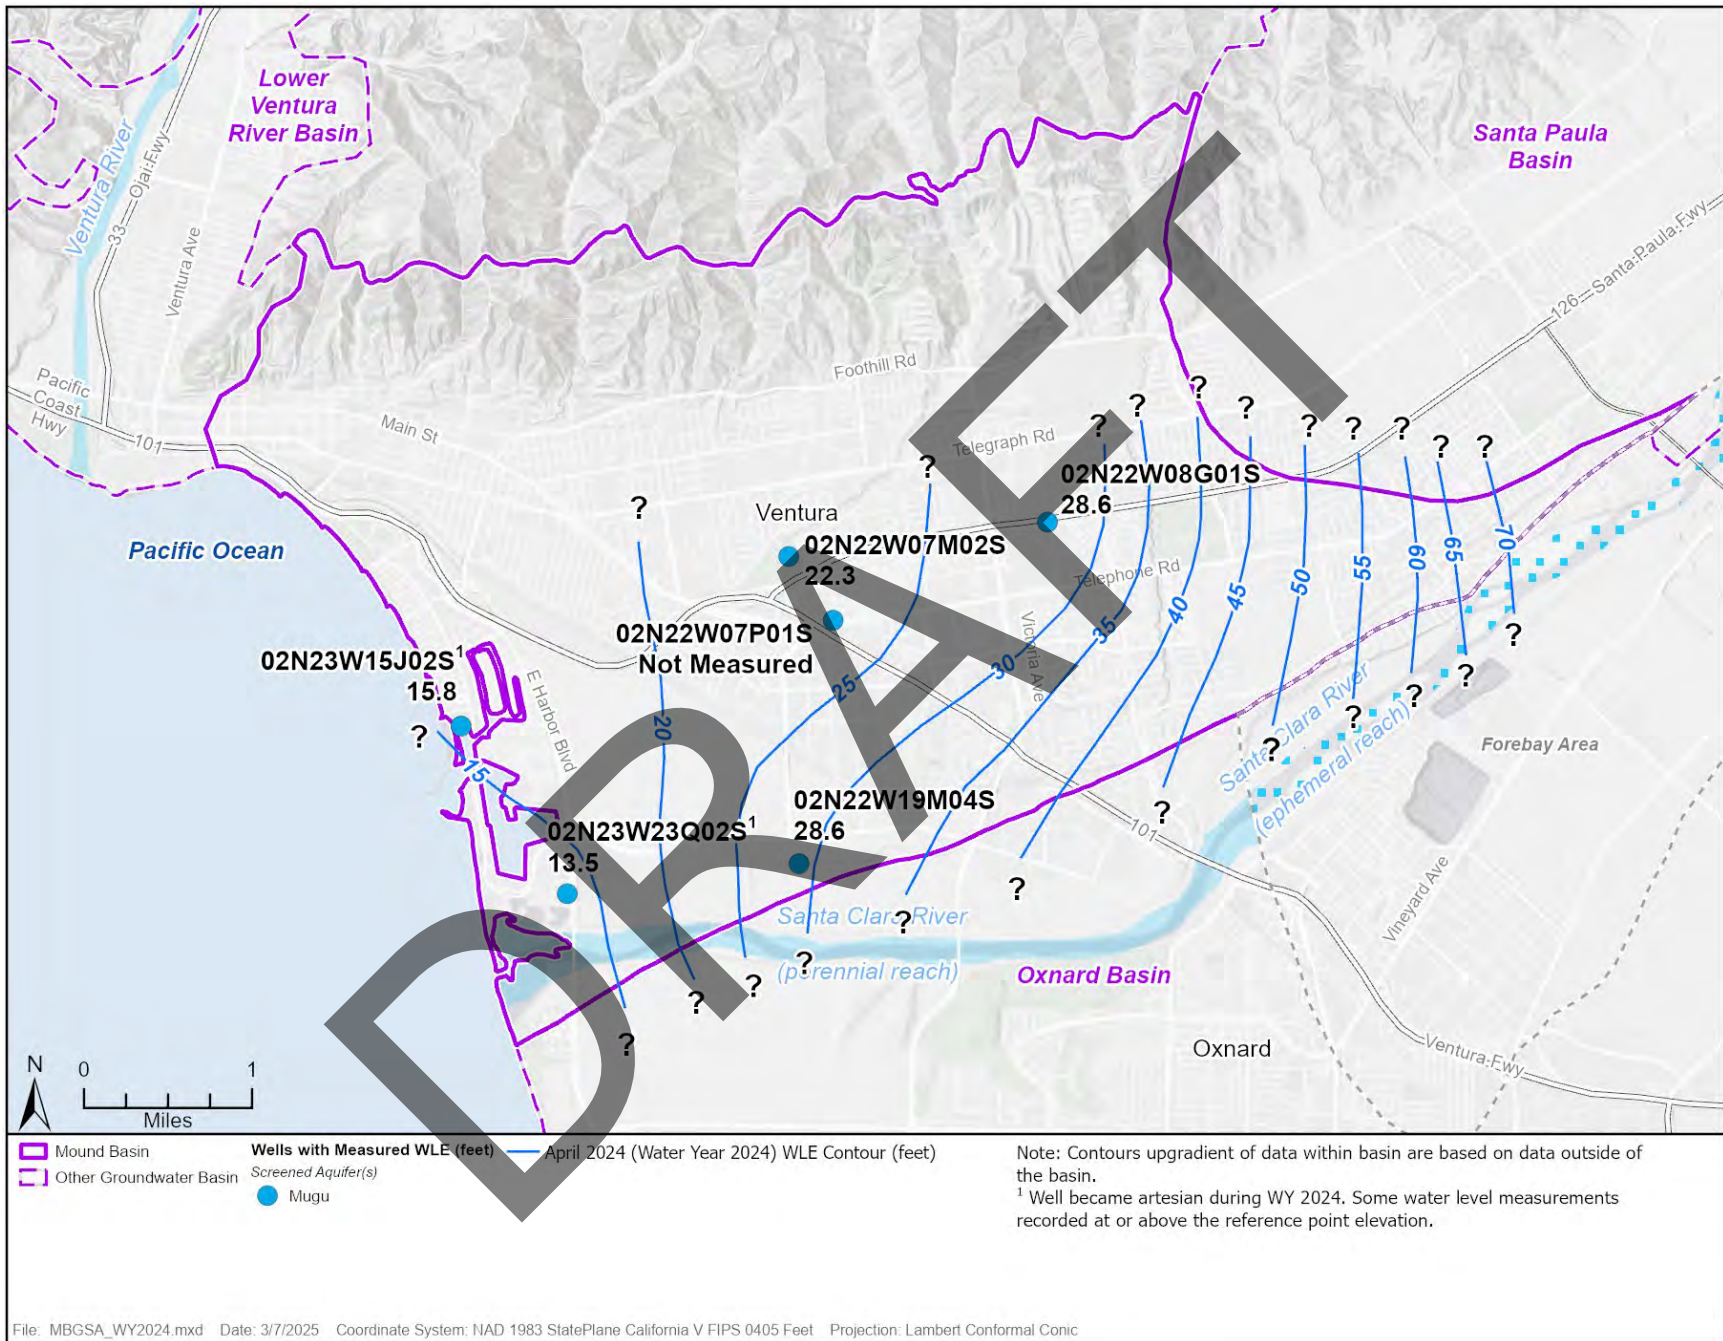 Lower
Ventura
River Basin
Santa Paula
Basin
Ventura River
33
Ojai Fwy
Ventura Ave
126
Santa Paula Fwy
Pacific
Coast
Hwy
101
Main St
Foothill Rd
Telegraph Rd
?
?
?
?
?
?
?
?
?
?
?
02N22W08G01S
28.6
Ventura
Pacific Ocean
02N22W07M02S
22.3
Telephone Rd
70
65
60
55
50
45
40
35
30
25
20
15
02N22W07P01S
Not Measured
Victoria Ave
02N23W15J02S¹
15.8
?
E Harbor Blvd
?
?
?
?
?
?
Santa Clara River
(ephemeral reach)
Forebay Area
02N22W19M04S
28.6
?
101
02N23W23Q02S¹
13.5
?
Vineyard Ave
Santa Clara River
(perennial reach)
?
?
?
?
?
Oxnard Basin
Oxnard
Ventura Fwy
DRAFT
N
0 1
Miles
Mound Basin
Other Groundwater Basin
Wells with Measured WLE (feet)
Screened Aquifer(s)
Mugu
April 2024 (Water Year 2024) WLE Contour (feet)
Note: Contours upgradient of data within basin are based on data outside of
the basin.
¹ Well became artesian during WY 2024. Some water level measurements
recorded at or above the reference point elevation.
File: MBGSA_WY2024.mxd Date: 3/7/2025 Coordinate System: NAD 1983 StatePlane California V FIPS 0405 Feet Projection: Lambert Conformal Conic